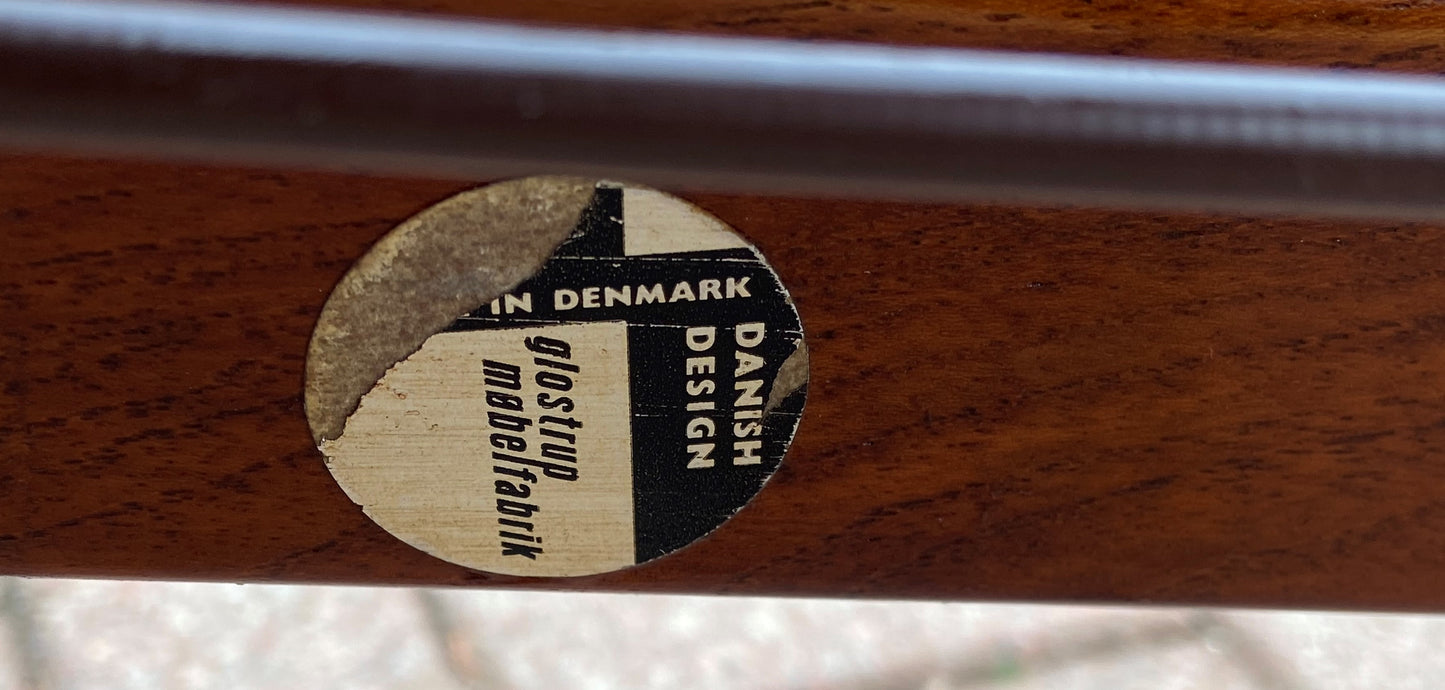 IN DENMARK
DANISH
DESIGN
glostrup
møbelfabrik